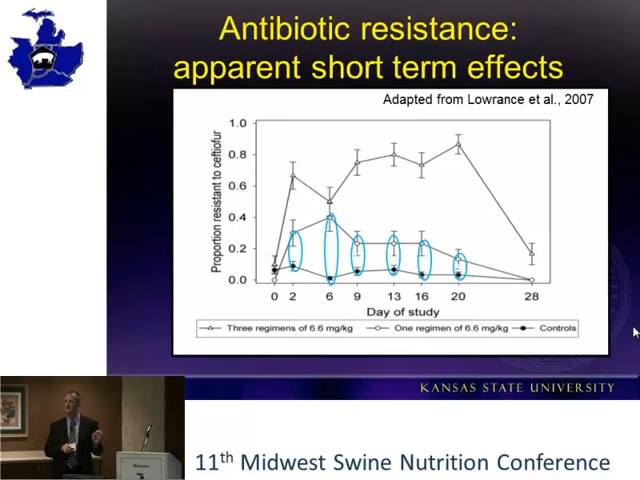 Antibiotic resistance:
apparent short term effects
Adapted from Lowrance et al., 2007
Proportion resistant to ceftiofur
1.0
0.8
0.6
0.4
0.2
0.0
0 2 6 9 13 16 20 28
Day of study
Three regimens of 6.6 mg/kg One regimen of 6.6 mg/kg Controls
KANSAS STATE UNIVERSITY
11th Midwest Swine Nutrition Conference